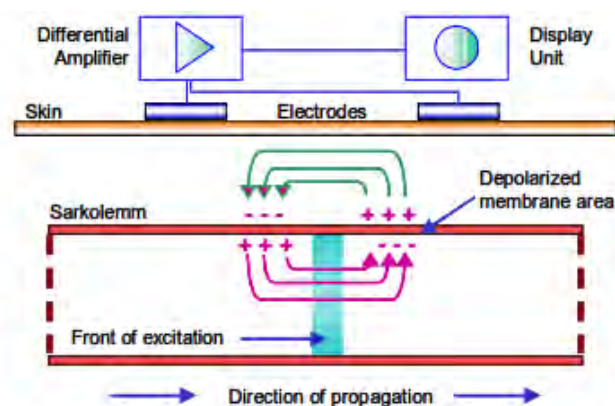 Differential
Amplifier
Display
Unit
Skin
Electrodes
Depolarized
membrane area
Sarkolemm
- - -
+ + +
+ + +
- - -
Front of excitation
Direction of propagation